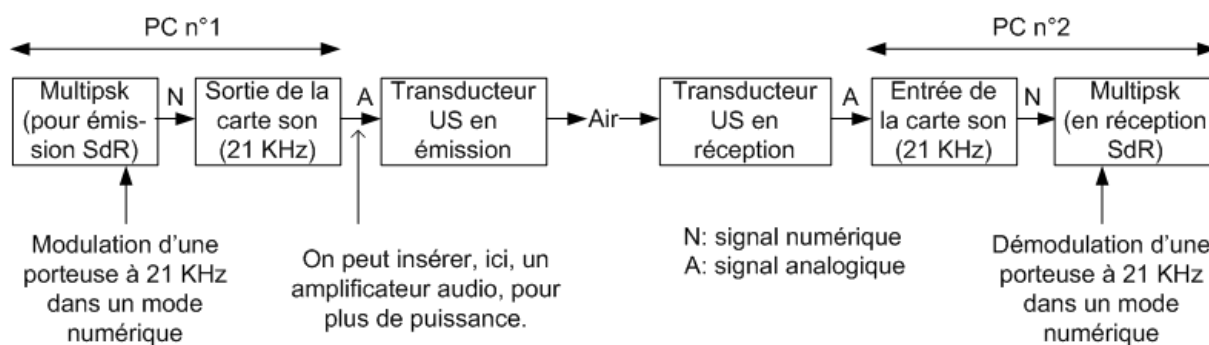 PC n°1
PC n°2
Multipsk
(pour émis-
sion SdR)
N
Sortie de la
carte son
(21 KHz)
A
Transducteur
US en
émission
Air
Transducteur
US en
réception
A
Entrée de
la carte son
(21 KHz)
N
Multipsk
(en réception
SdR)
Modulation d'une
porteuse à 21 KHz
dans un mode
numérique
On peut insérer, ici, un
amplificateur audio, pour
plus de puissance.
N: signal numérique
A: signal analogique
Démodulation d'une
porteuse à 21 KHz
dans un mode
numérique